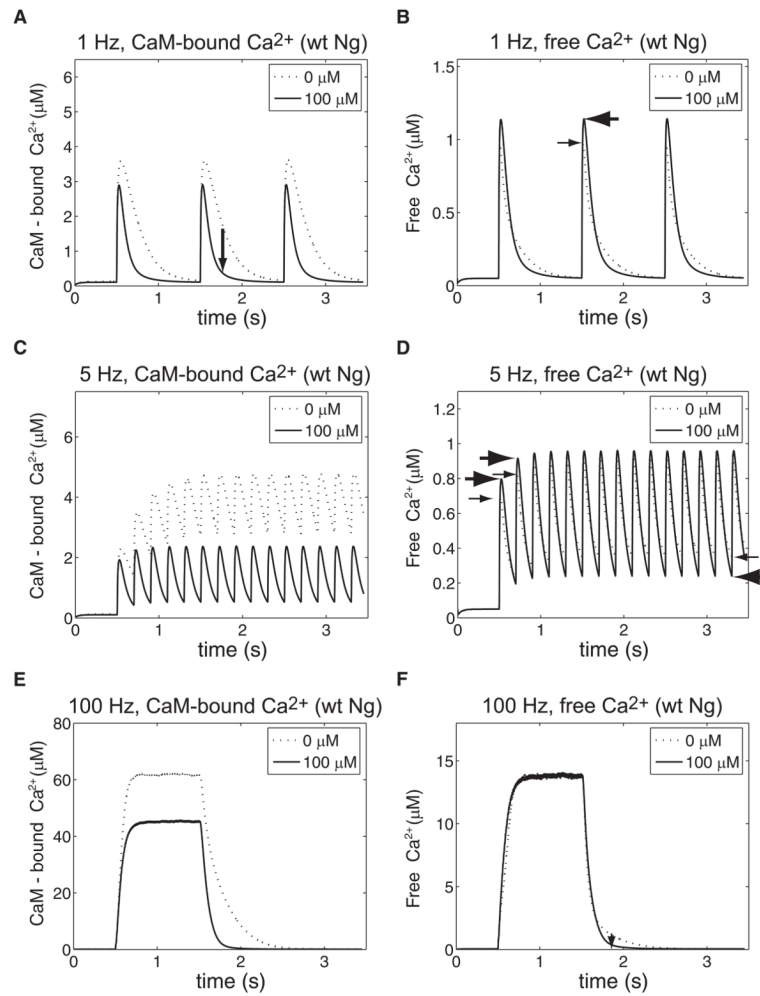 A
1 Hz, CaM-bound Ca2+ (wt Ng)
6
5
4
3
2
1
0
CaM - bound Ca2+(μM)
0 μM
100 μM
0
1
2
3
time (s)
B
1 Hz, free Ca2+ (wt Ng)
1.5
1
0.5
0
Free Ca2+(μM)
0 μM
100 μM
0
1
2
3
time (s)
C
5 Hz, CaM-bound Ca2+ (wt Ng)
6
4
2
0
CaM - bound Ca2+(μM)
0 μM
100 μM
0
1
2
3
time (s)
D
5 Hz, free Ca2+ (wt Ng)
1.2
1
0.8
0.6
0.4
0.2
0
Free Ca2+(μM)
0 μM
100 μM
0
1
2
3
time (s)
E
100 Hz, CaM-bound Ca2+ (wt Ng)
80
60
40
20
0
CaM - bound Ca2+(μM)
0 μM
100 μM
0
1
2
3
time (s)
F
100 Hz, free Ca2+ (wt Ng)
15
10
5
0
Free Ca2+(μM)
0 μM
100 μM
0
1
2
3
time (s)